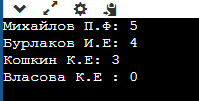 Михайлов П.Ф: 5
Бурлаков И.Е: 4
Кошкин К.Е: 3
Власова К.Е : 0